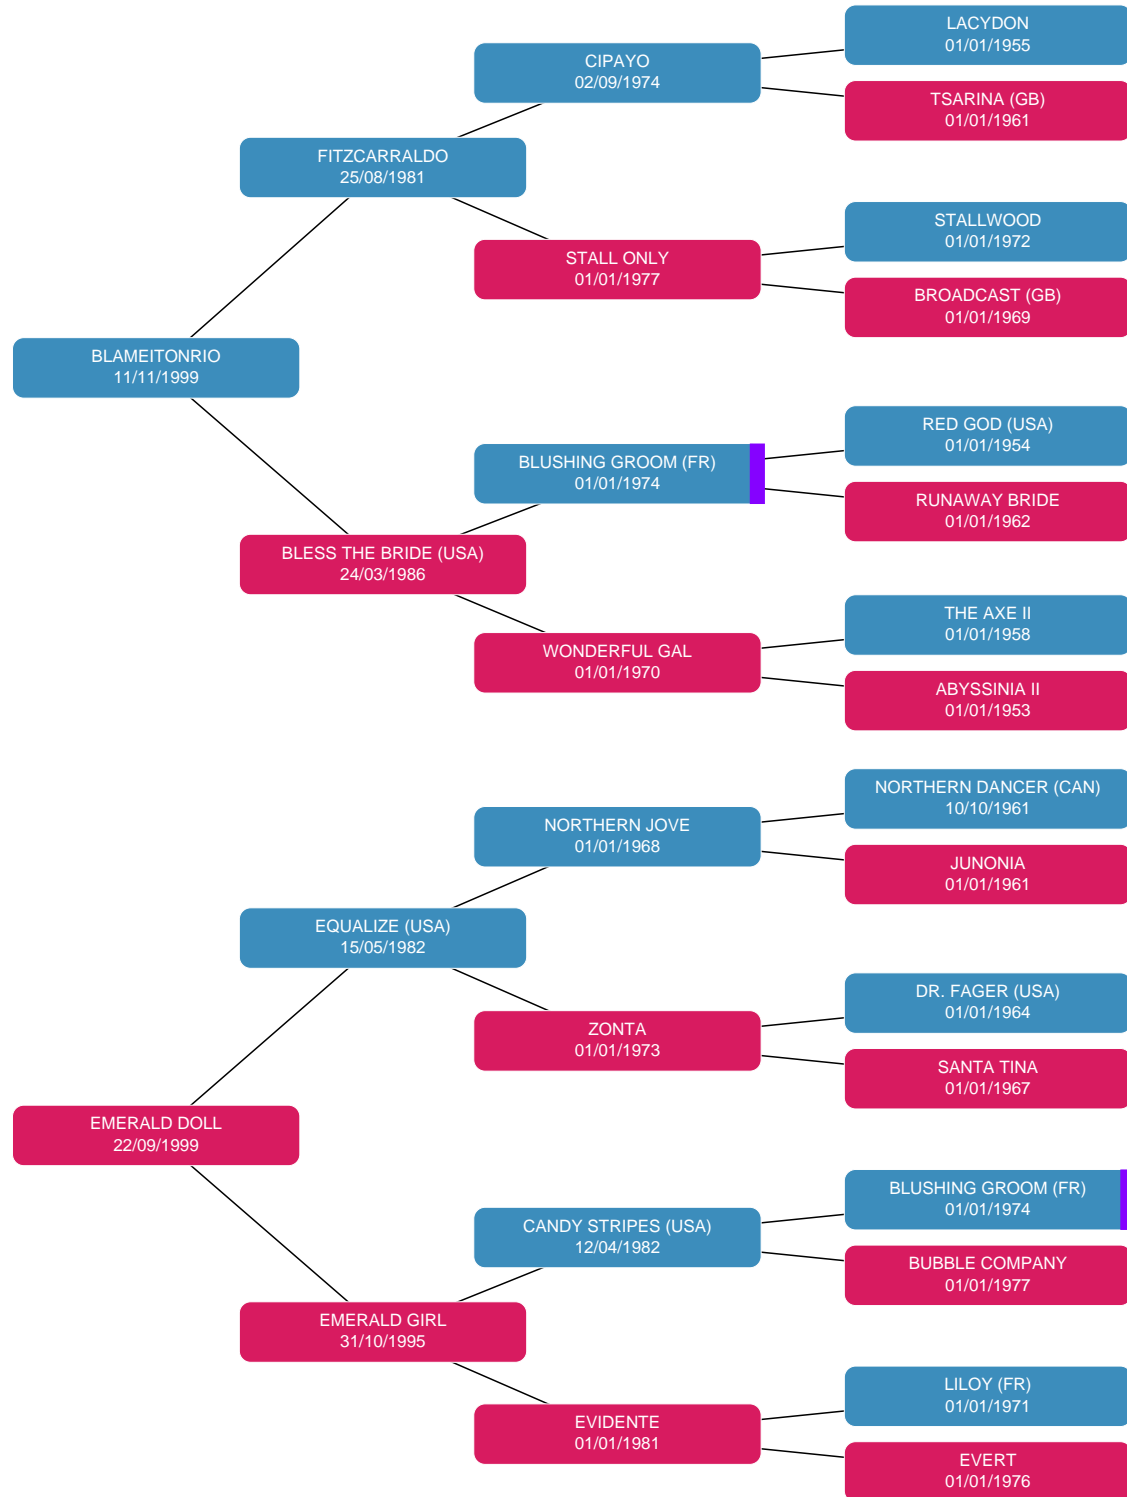 LACYDON
01/01/1955
CIPAYO
02/09/1974
TSARINA (GB)
01/01/1961
FITZCARRALDO
25/08/1981
STALLWOOD
01/01/1972
STALL ONLY
01/01/1977
BROADCAST (GB)
01/01/1969
BLAMEITONRIO
11/11/1999
RED GOD (USA)
01/01/1954
BLUSHING GROOM (FR)
01/01/1974
RUNAWAY BRIDE
01/01/1962
BLESS THE BRIDE (USA)
24/03/1986
THE AXE II
01/01/1958
WONDERFUL GAL
01/01/1970
ABYSSINIA II
01/01/1953
NORTHERN DANCER (CAN)
10/10/1961
NORTHERN JOVE
01/01/1968
JUNONIA
01/01/1961
EQUALIZE (USA)
15/05/1982
DR. FAGER (USA)
01/01/1964
ZONTA
01/01/1973
SANTA TINA
01/01/1967
EMERALD DOLL
22/09/1999
BLUSHING GROOM (FR)
01/01/1974
CANDY STRIPES (USA)
12/04/1982
BUBBLE COMPANY
01/01/1977
EMERALD GIRL
31/10/1995
LILOY (FR)
01/01/1971
EVIDENTE
01/01/1981
EVERT
01/01/1976